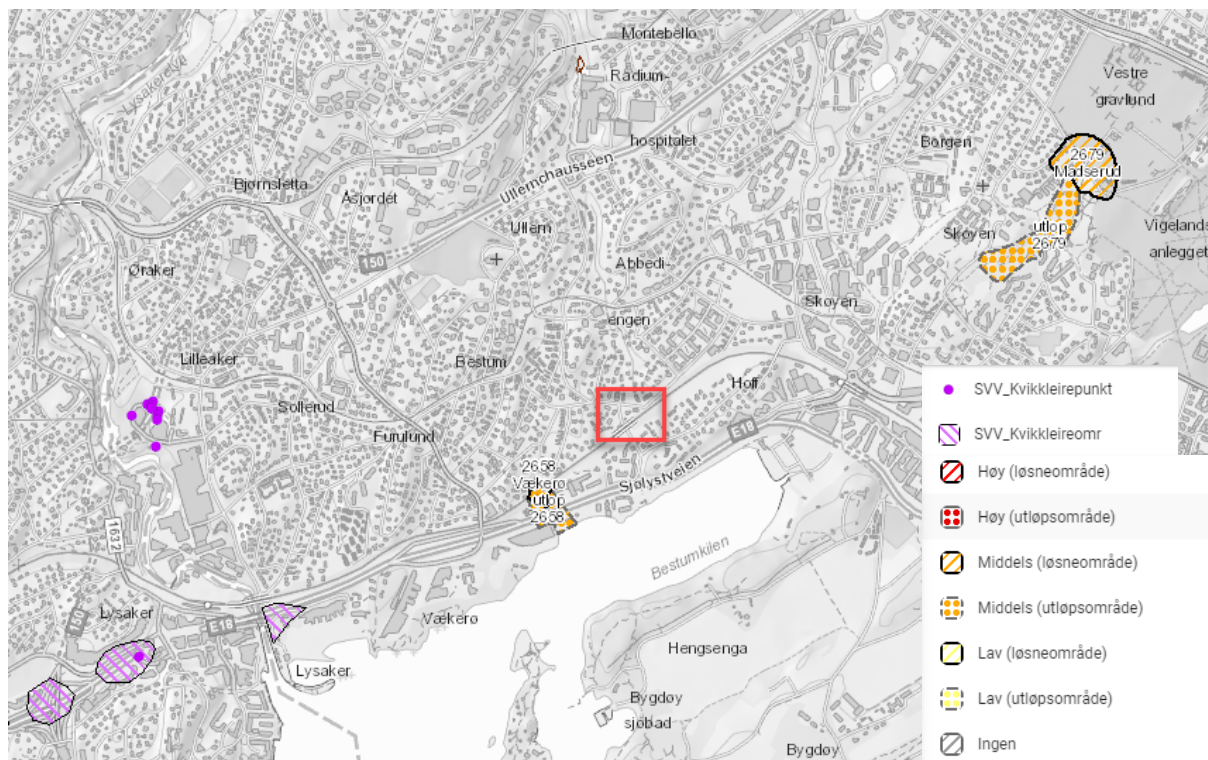 Montebello
Radium-
hospitalet
Vestre
gravlund
Lysakerelva
Borgen
2679
Madserud
Ullernchausseen
Bjørnsletta
Åsjordet
Ullern
Skøyen
utløp
2679
Vigelands
anlegget
150
Øraker
Abbedi-
engen
Skøyen
Lilleaker
Bestum
Hoff
Sollerud
Furulund
E18
2658
Vækerø
utløp
2658
Sjølystveien
1632
Bestumkilen
Lysaker
150
E18
Vækerø
Lysaker
Hengsenga
Bygdøy
sjøbad
Bygdøy
SVV_Kvikkleirepunkt
SVV_Kvikkleireomr
Høy (løsneområde)
Høy (utløpsområde)
Middels (løsneområde)
Middels (utløpsområde)
Lav (løsneområde)
Lav (utløpsområde)
Ingen